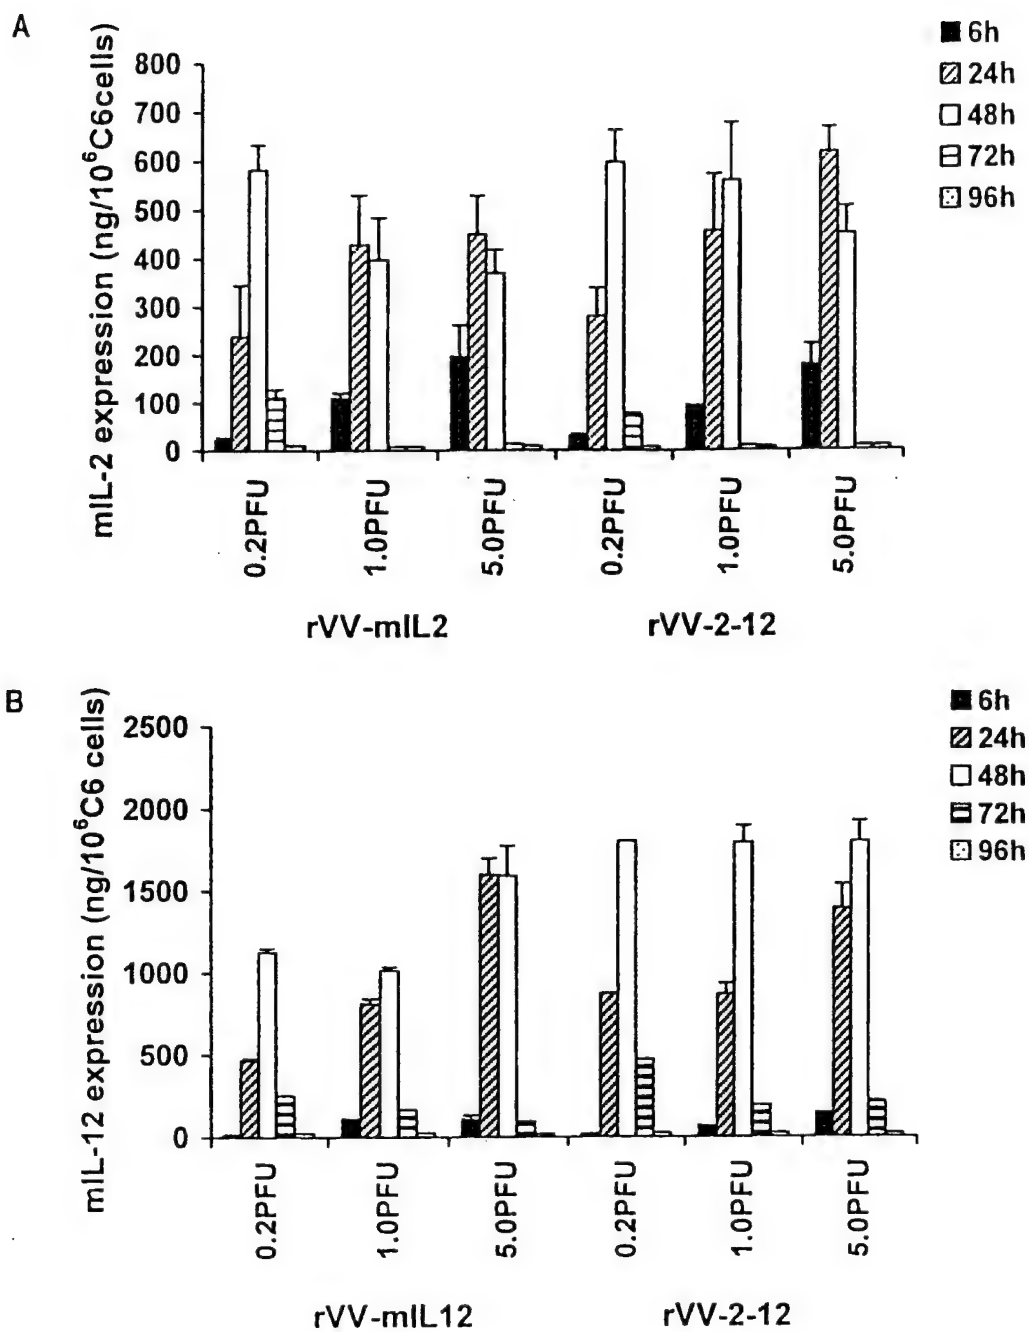 A
mIL-2 expression (ng/10⁶C6cells)
800
700
600
500
400
300
200
100
0
6h
24h
48h
72h
96h
0.2PFU
1.0PFU
5.0PFU
0.2PFU
1.0PFU
5.0PFU
rVV-mIL2
rVV-2-12
B
mIL-12 expression (ng/10⁶C6 cells)
2500
2000
1500
1000
500
0
6h
24h
48h
72h
96h
0.2PFU
1.0PFU
5.0PFU
0.2PFU
1.0PFU
5.0PFU
rVV-mIL12
rVV-2-12